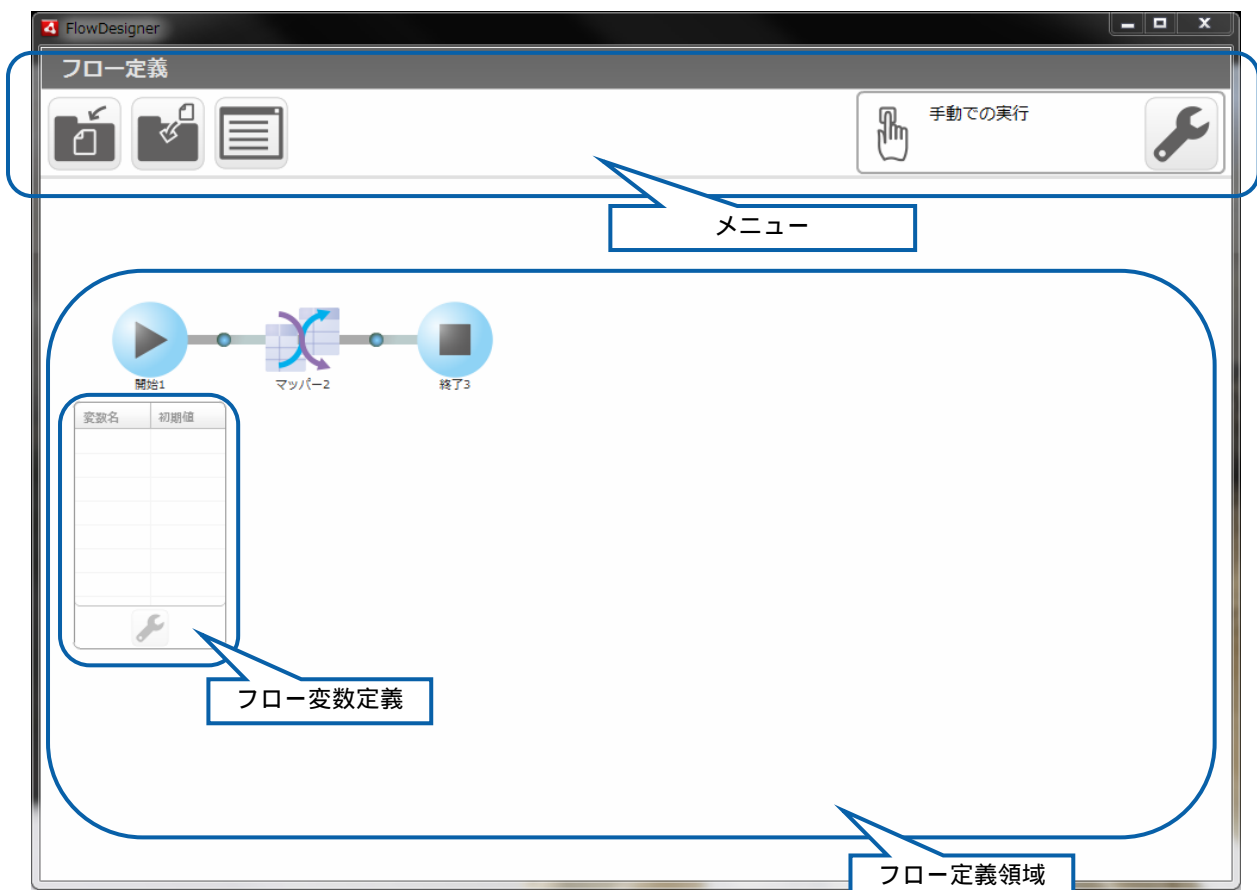 FlowDesigner
フロー定義
手動での実行
メニュー
開始1
マッパー2
終了3
変数名 初期値
フロー変数定義
フロー定義領域